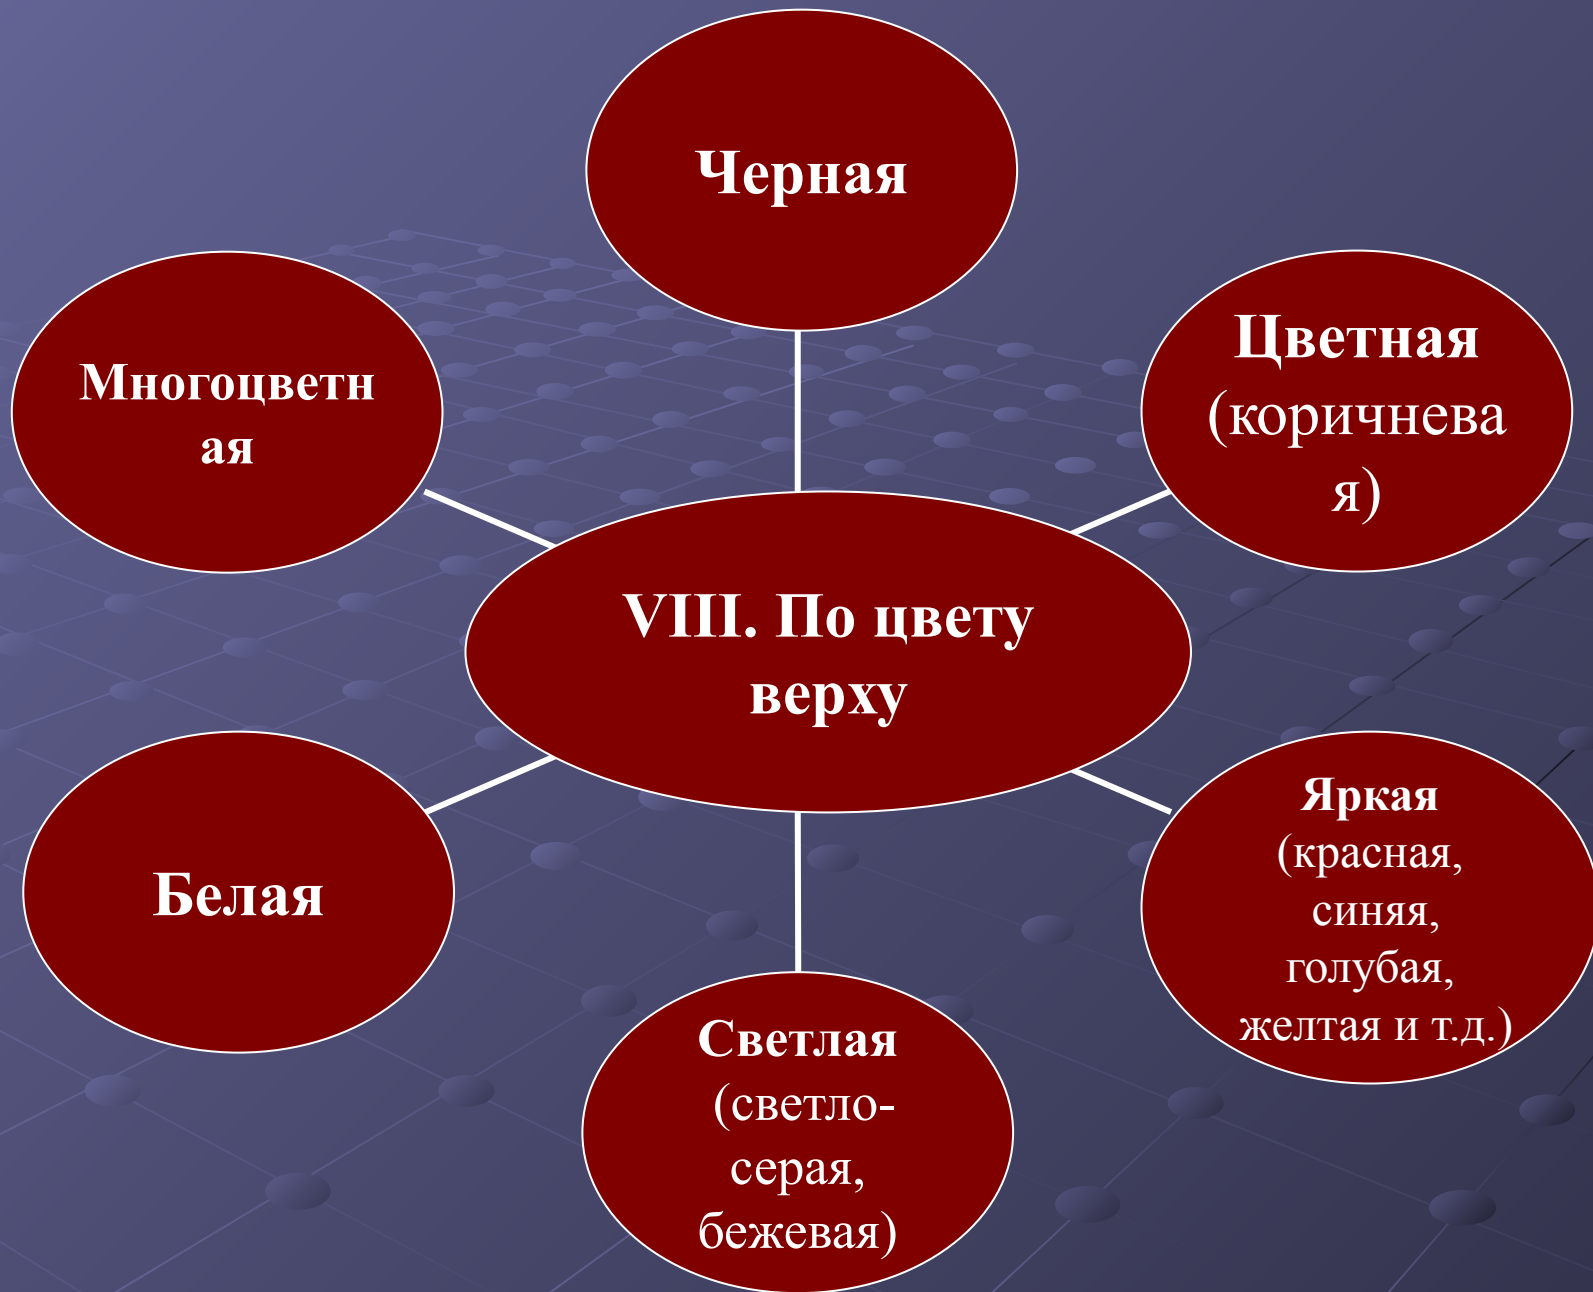 Черная
Цветная
(коричнева
я)
Многоцветн
ая
VIII. По цвету
верху
Яркая
(красная,
синяя,
голубая,
желтая и т.д.)
Белая
Светлая
(светло-
серая,
бежевая)